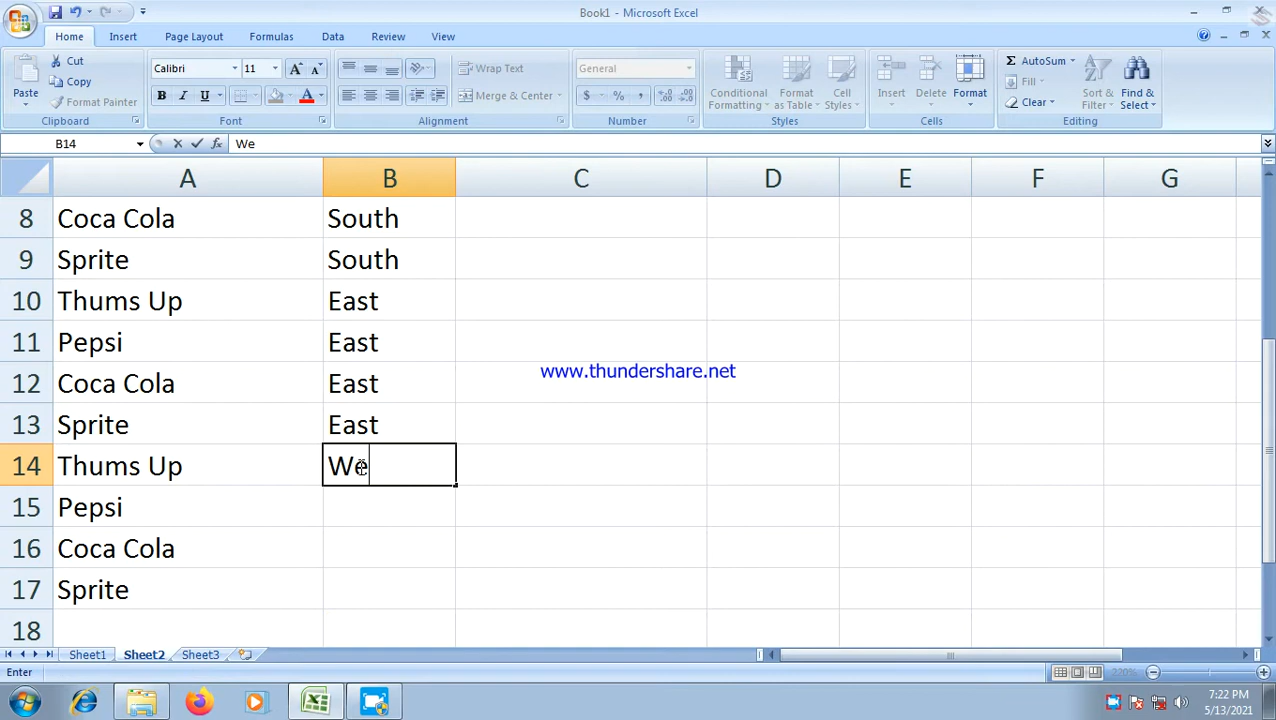 Book1 - Microsoft Excel
Home Insert Page Layout Formulas Data Review View
Paste Cut Copy Format Painter Clipboard
Calibri 11 B I U A Font
Wrap Text Merge & Center Alignment
General $ % , Number
Conditional Formatting Format as Table Cell Styles Styles
Insert Delete Format Cells
Σ AutoSum Fill Clear Sort & Filter Find & Select Editing
B14 fx We
A B C D E F G
8 Coca Cola South
9 Sprite South
10 Thums Up East
11 Pepsi East
www.thundershare.net
12 Coca Cola East
13 Sprite East
14 Thums Up We
15 Pepsi
16 Coca Cola
17 Sprite
18
Sheet1 Sheet2 Sheet3
Enter 220%
7:22 PM
5/13/2021